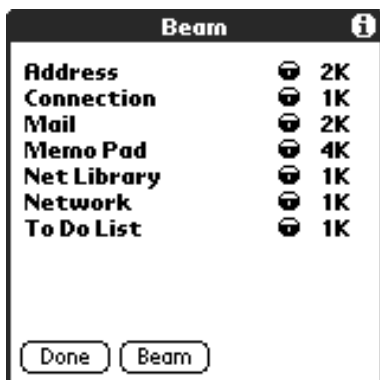 Beam i
Address 2K
Connection 1K
Mail 2K
Memo Pad 4K
Net Library 1K
Network 1K
To Do List 1K
Done Beam